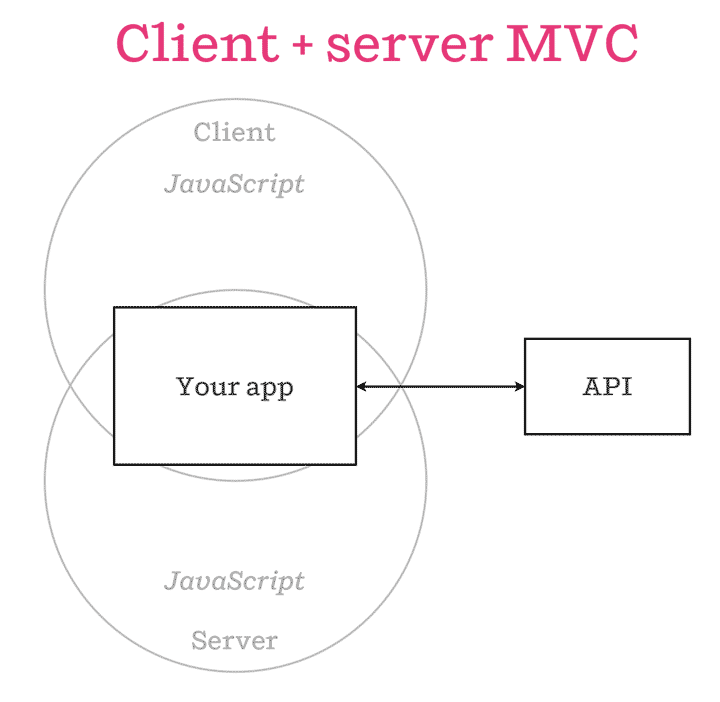 Client + server MVC
Client
JavaScript
Your app
API
JavaScript
Server